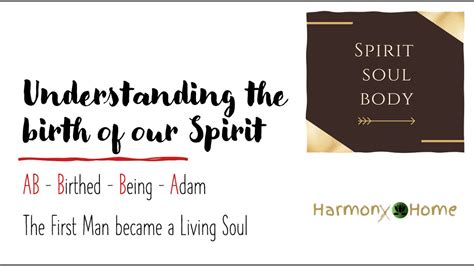 Understanding the
birth of our Spirit
AB - Birthed - Being - Adam
The First Man became a Living Soul
SPIRIT
SOUL
BODY
Harmony Home